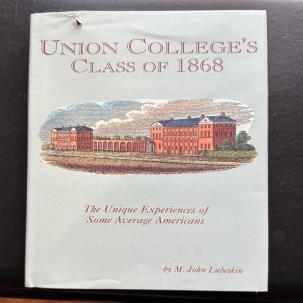 UNION COLLEGE'S
CLASS OF 1868
The Unique Experiences of
Some Average Americans
by M. John Lubetkin